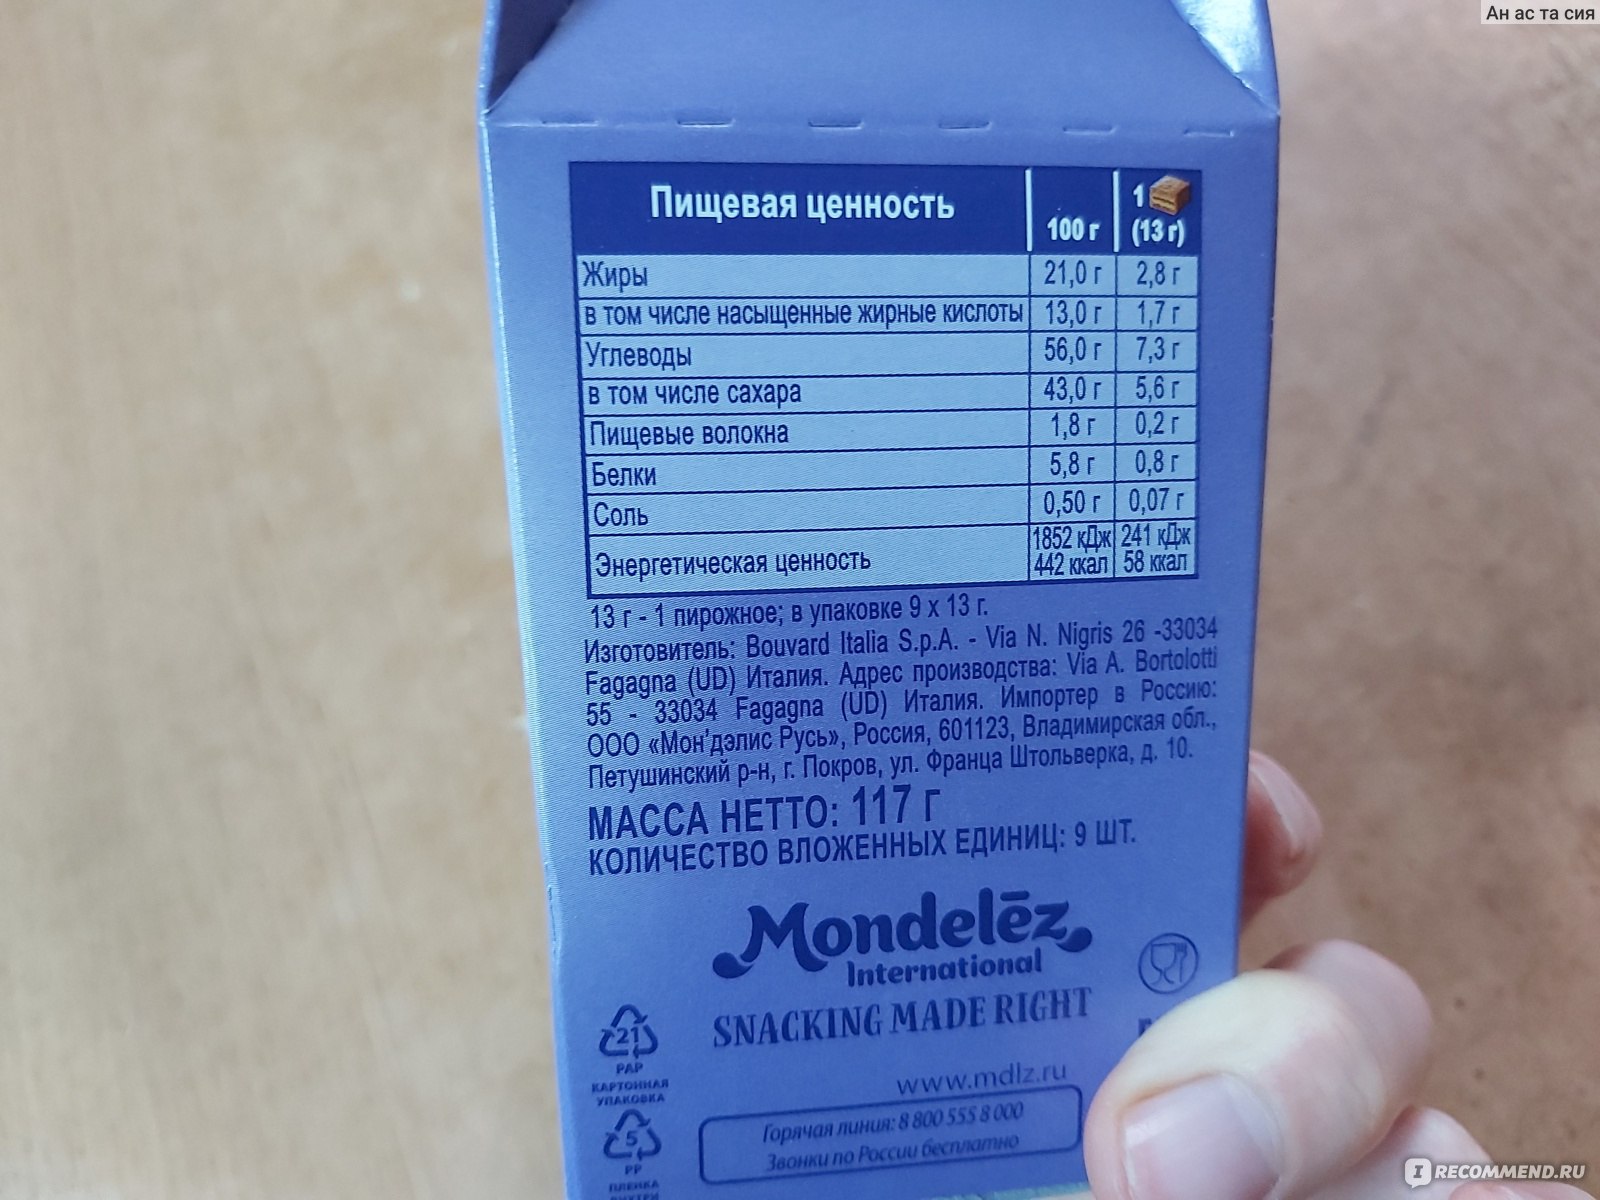 Ан ас та сия
Пищевая ценность 100 г 1 (13 г)
Жиры 21,0 г 2,8 г
в том числе насыщенные жирные кислоты 13,0 г 1,7 г
Углеводы 56,0 г 7,3 г
в том числе сахара 43,0 г 5,6 г
Пищевые волокна 1,8 г 0,2 г
Белки 5,8 г 0,8 г
Соль 0,50 г 0,07 г
Энергетическая ценность 1852 кДж 241 кДж
442 ккал 58 ккал
13 г - 1 пирожное; в упаковке 9 х 13 г.
Изготовитель: Bouvard Italia S.p.A. - Via N. Nigris 26 -33034
Fagagna (UD) Италия. Адрес производства: Via A. Bortolotti
55 - 33034 Fagagna (UD) Италия. Импортер в Россию:
ООО «Мон'дэлис Русь», Россия, 601123, Владимирская обл.,
Петушинский р-н, г. Покров, ул. Франца Штольверка, д. 10.
МАССА НЕТТО: 117 Г
КОЛИЧЕСТВО ВЛОЖЕННЫХ ЕДИНИЦ: 9 ШТ.
Mondelēz
International
SNACKING MADE RIGHT
www.mdlz.ru
Горячая линия: 8 800 555 8 000
Звонки по России бесплатно
21
PAP
КАРТОННАЯ
УПАКОВКА
5
PP
ПЛЕНКА
ВНУТРИ
IRECOMMEND.RU